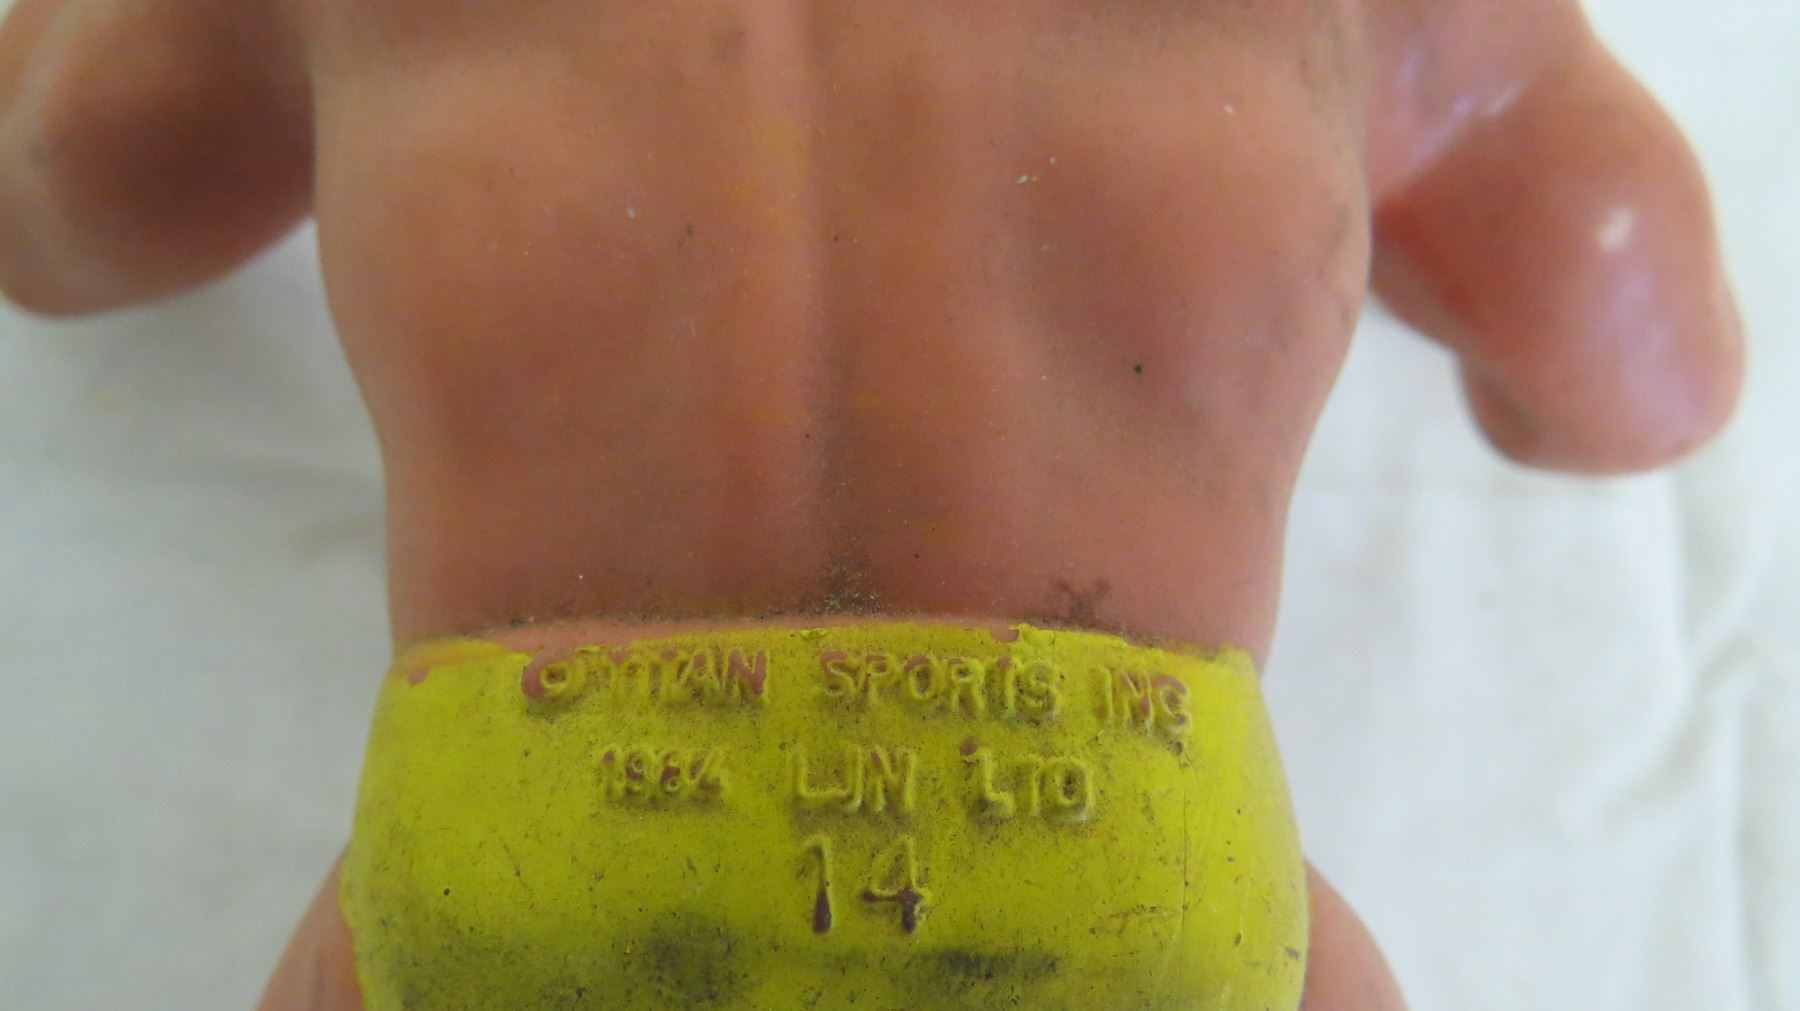 © TITAN SPORTS INC
1984 LJN LTD
14